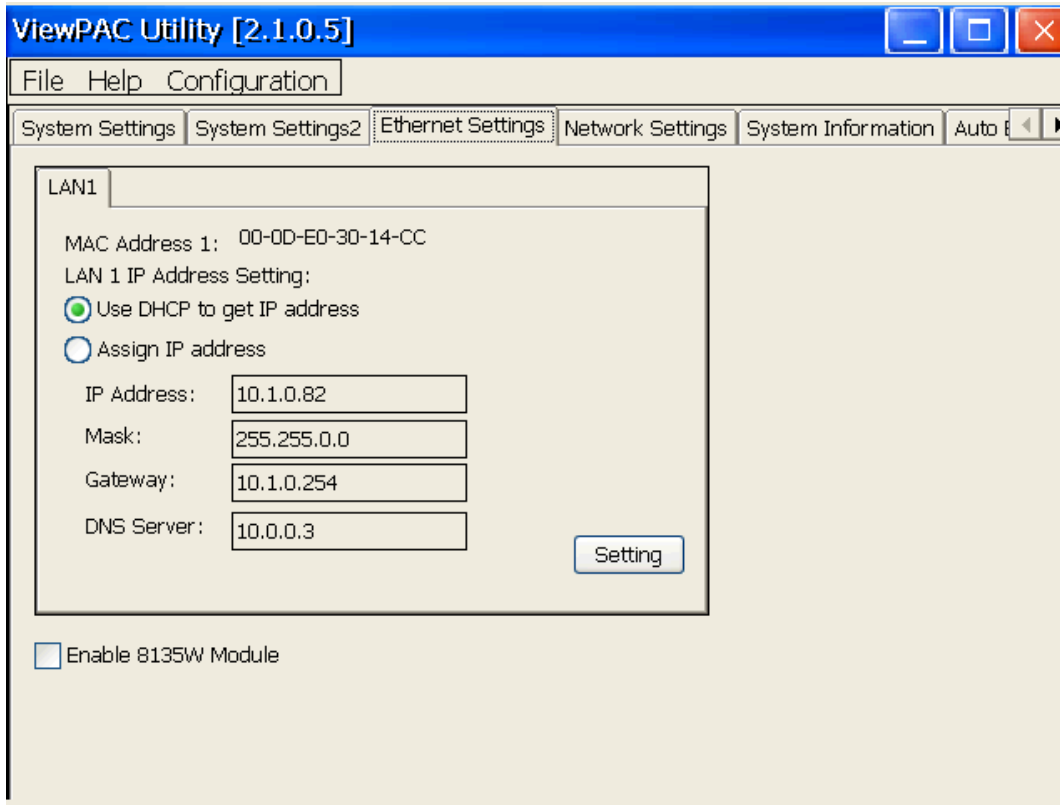 ViewPAC Utility [2.1.0.5]
File Help Configuration
System Settings System Settings2 Ethernet Settings Network Settings System Information Auto
LAN1
MAC Address 1: 00-0D-E0-30-14-CC
LAN 1 IP Address Setting:
Use DHCP to get IP address
Assign IP address
IP Address: 10.1.0.82
Mask: 255.255.0.0
Gateway: 10.1.0.254
DNS Server: 10.0.0.3
Setting
Enable 8135W Module